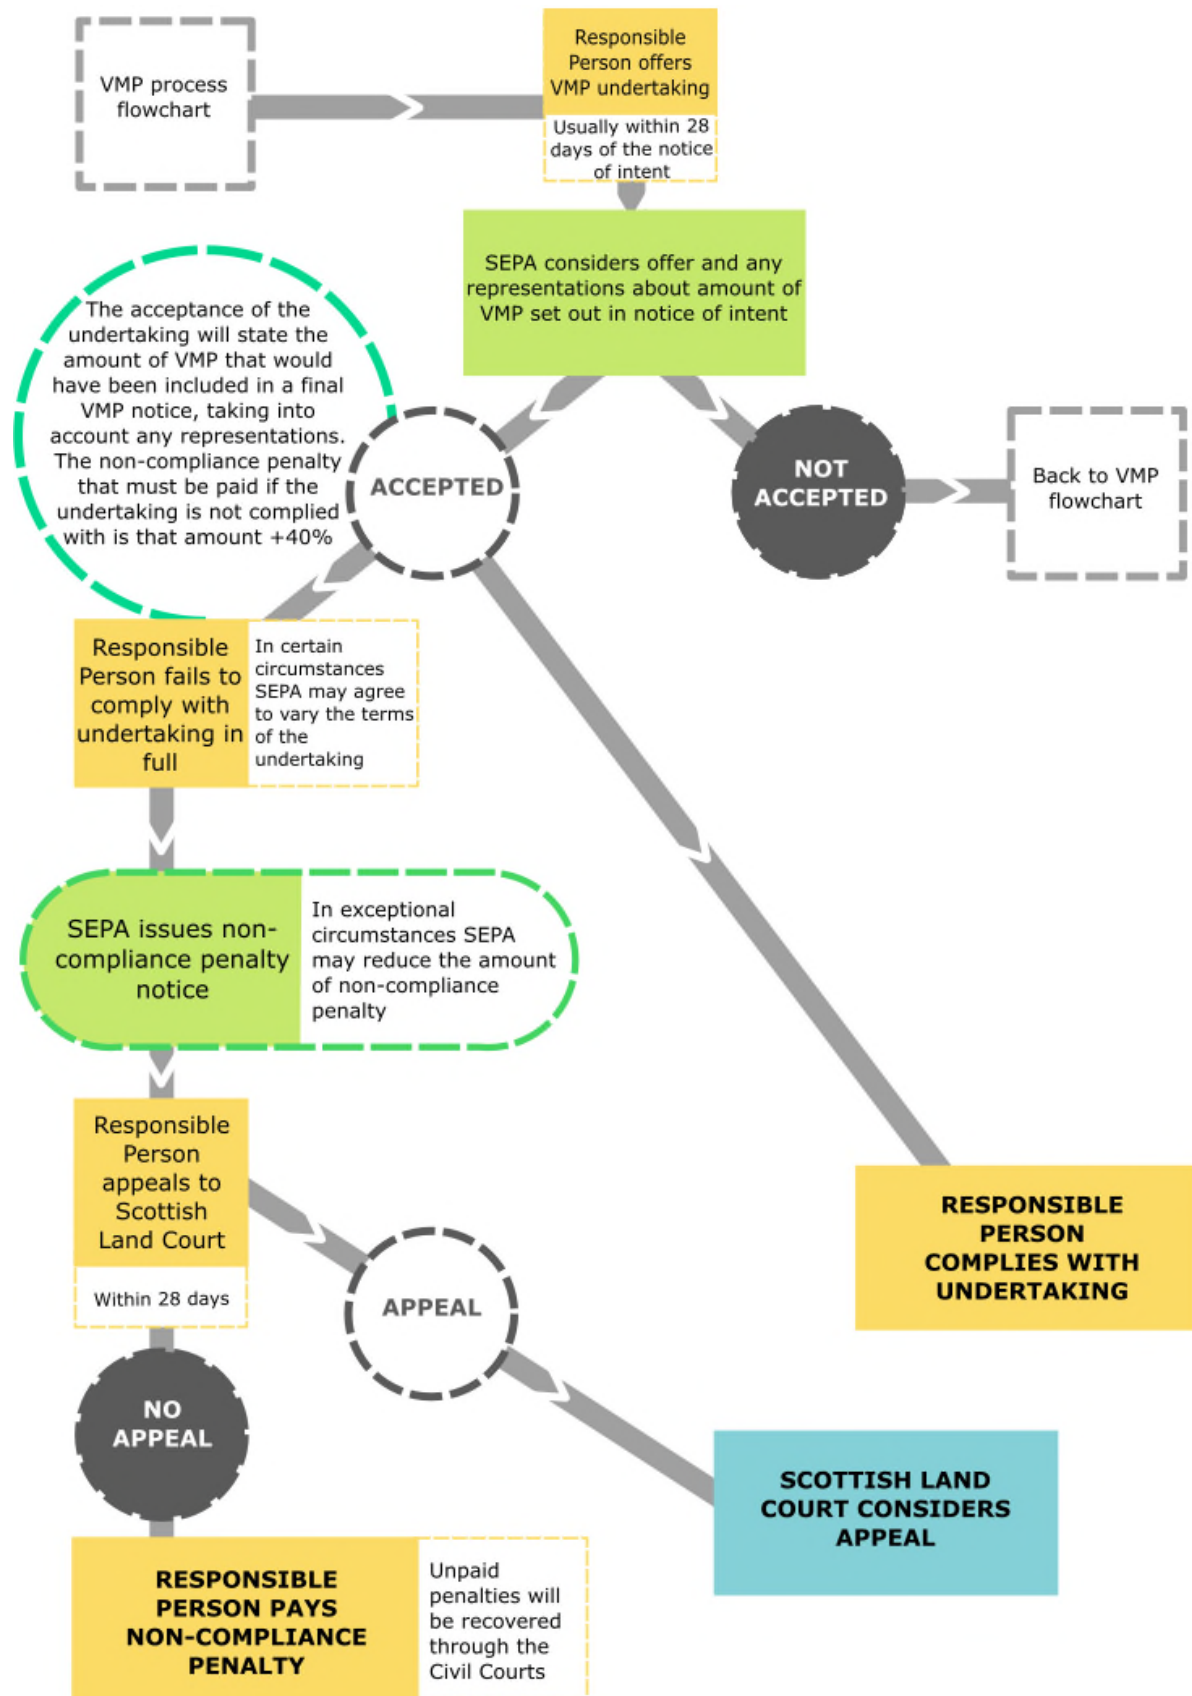 VMP process
flowchart
Responsible
Person offers
VMP undertaking
Usually within 28
days of the notice
of intent
SEPA considers offer and any
representations about amount of
VMP set out in notice of intent
The acceptance of the
undertaking will state the
amount of VMP that would
have been included in a final
VMP notice, taking into
account any representations.
The non-compliance penalty
that must be paid if the
undertaking is not complied
with is that amount +40%
ACCEPTED
NOT
ACCEPTED
Back to VMP
flowchart
Responsible
Person fails to
comply with
undertaking in
full
In certain
circumstances
SEPA may agree
to vary the terms
of the
undertaking
SEPA issues non-
compliance penalty
notice
In exceptional
circumstances SEPA
may reduce the amount
of non-compliance
penalty
Responsible
Person
appeals to
Scottish
Land Court
Within 28 days
APPEAL
RESPONSIBLE
PERSON
COMPLIES WITH
UNDERTAKING
NO
APPEAL
SCOTTISH LAND
COURT CONSIDERS
APPEAL
RESPONSIBLE
PERSON PAYS
NON-COMPLIANCE
PENALTY
Unpaid
penalties will
be recovered
through the
Civil Courts